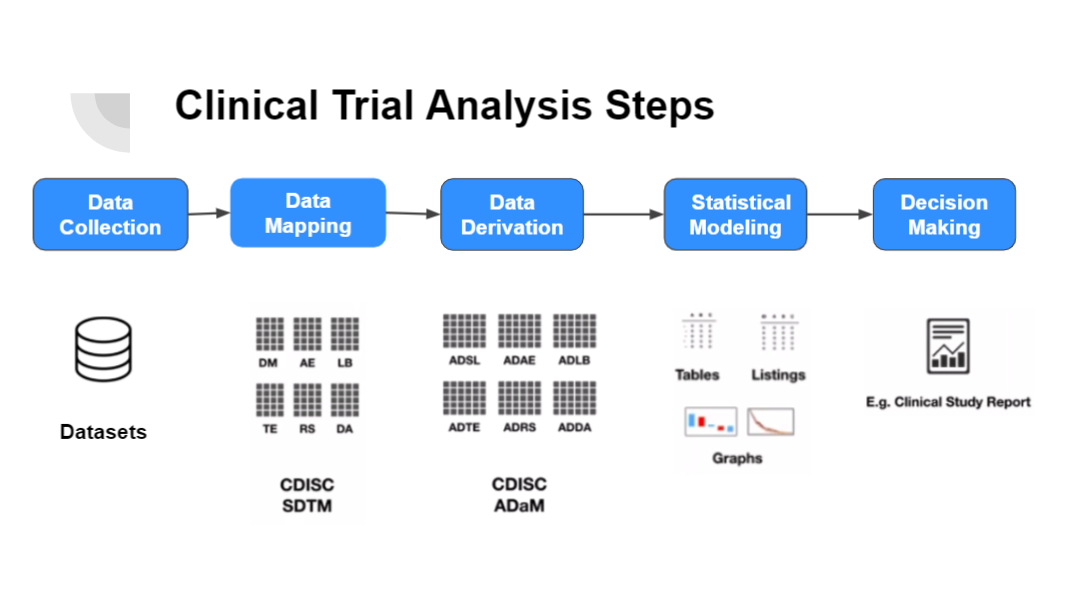 Clinical Trial Analysis Steps
Data
Collection
Data
Mapping
Data
Derivation
Statistical
Modeling
Decision
Making
Datasets
DM AE LB
TE RS DA
CDISC
SDTM
ADSL ADAE ADLB
ADTE ADRS ADDA
CDISC
ADaM
A B C
Tables
M A B C
Listings
Graphs
E.g. Clinical Study Report